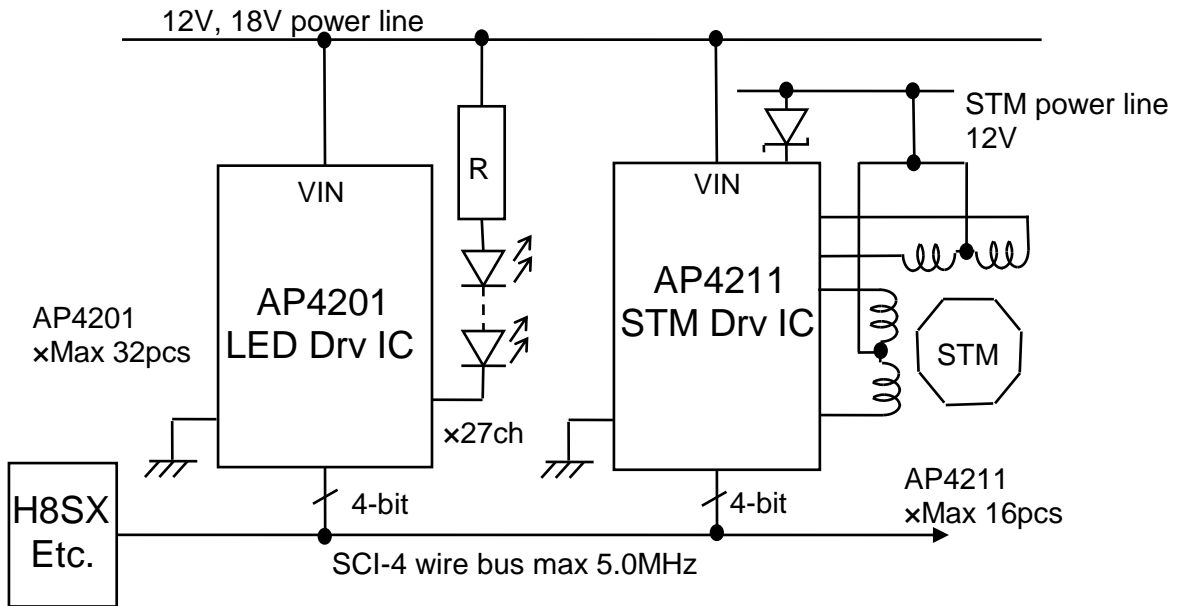 12V, 18V power line
STM power line
12V
VIN
R
VIN
AP4201
LED Drv IC
AP4211
STM Drv IC
AP4201
×Max 32pcs
STM
×27ch
H8SX
Etc.
4-bit
4-bit
AP4211
×Max 16pcs
SCI-4 wire bus max 5.0MHz